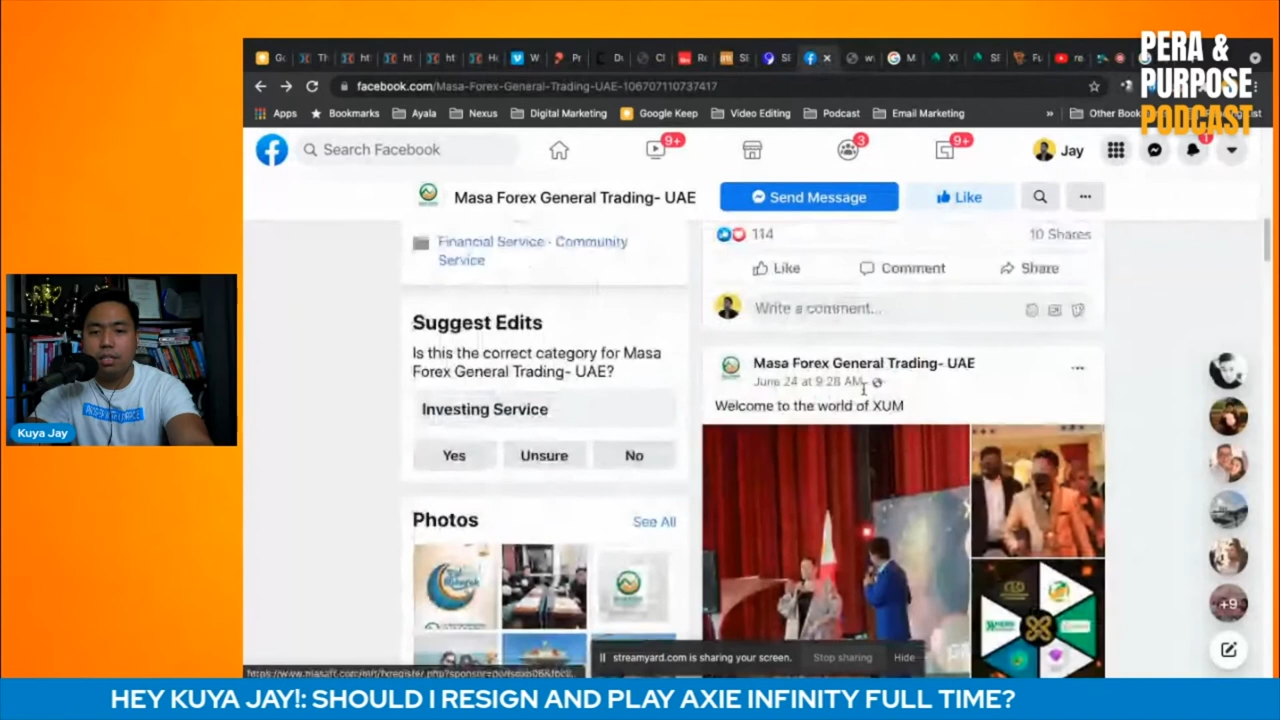 PERA &
PURPOSE
PODCAST
facebook.com/Masa-Forex-General-Trading-UAE-106707110737417
Apps
Bookmarks
Ayala
Nexus
Digital Marketing
Google Keep
Video Editing
Podcast
Email Marketing
»
Search Facebook
9+
3
9+
Jay
1
Masa Forex General Trading- UAE
Send Message
Like
Financial Service · Community
Service
114
10 Shares
Like
Comment
Share
Write a comment...
Suggest Edits
Is this the correct category for Masa
Forex General Trading- UAE?
Investing Service
Yes
Unsure
No
Photos
See All
Masa Forex General Trading- UAE
June 24 at 9:28 AM
Welcome to the world of XUM
Kuya Jay
+9
streamyard.com is sharing your screen.
Stop sharing
Hide
HEY KUYA JAY!: SHOULD I RESIGN AND PLAY AXIE INFINITY FULL TIME?